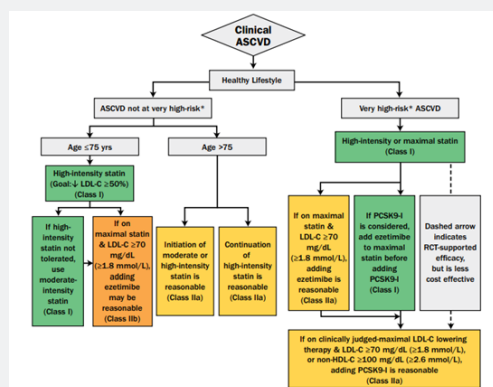 Clinical
ASCVD
Healthy Lifestyle
ASCVD not at very high-risk*
Very high-risk* ASCVD
Age ≤75 yrs
Age >75
High-intensity or maximal statin
(Class I)
High-intensity statin
(Goal:↓ LDL-C ≥50%)
(Class I)
If high-
intensity
statin not
tolerated,
use
moderate-
intensity
statin
(Class I)
If on
maximal statin
& LDL-C ≥70
mg/dL
(≥1.8 mmol/L),
adding
ezetimibe
may be
reasonable
(Class IIb)
Initiation of
moderate or
high-intensity
statin is
reasonable
(Class IIa)
Continuation
of
high-intensity
statin is
reasonable
(Class IIa)
If on
maximal
statin &
LDL-C ≥70
mg/dL
(≥1.8 mmol/L),
adding
ezetimibe is
reasonable
(Class IIa)
If PCSK9-I
is
considered,
add
ezetimibe
to maximal
statin before
adding
PCSK9-I
(Class I)
Dashed arrow
indicates
RCT-supported
efficacy,
but is less
cost effective
If on clinically judged-maximal LDL-C lowering
therapy & LDL-C ≥70 mg/dL (≥1.8 mmol/L),
or non-HDL-C ≥100 mg/dL (≥2.6 mmol/L),
adding PCSK9-I is reasonable
(Class IIa)